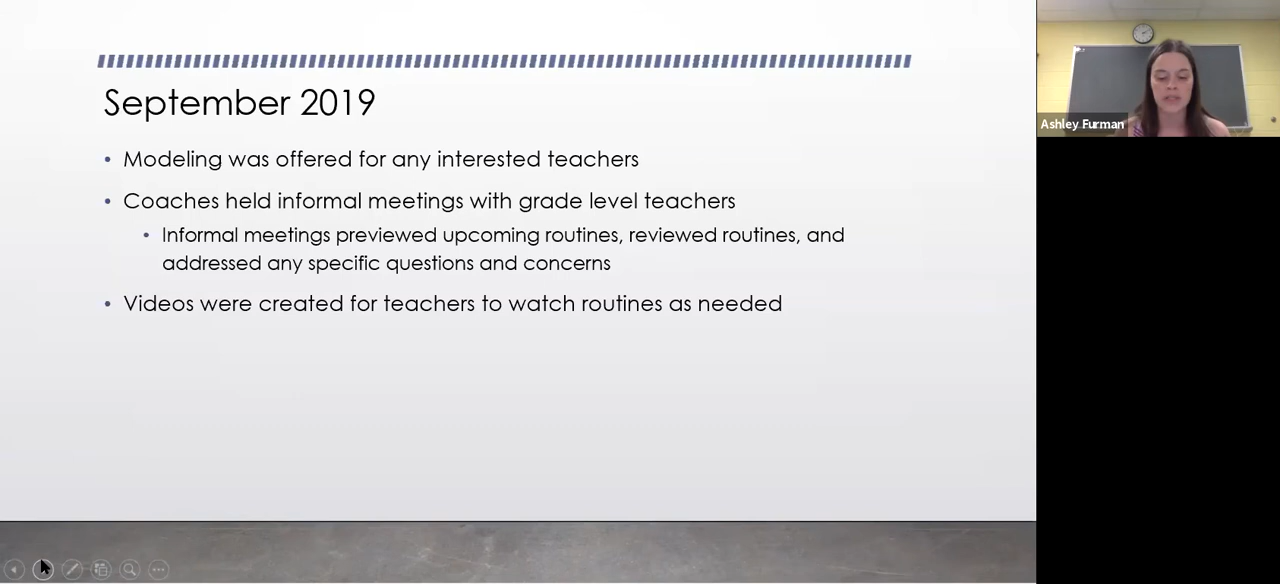 September 2019
• Modeling was offered for any interested teachers
• Coaches held informal meetings with grade level teachers
• Informal meetings previewed upcoming routines, reviewed routines, and
addressed any specific questions and concerns
• Videos were created for teachers to watch routines as needed
Ashley Furman